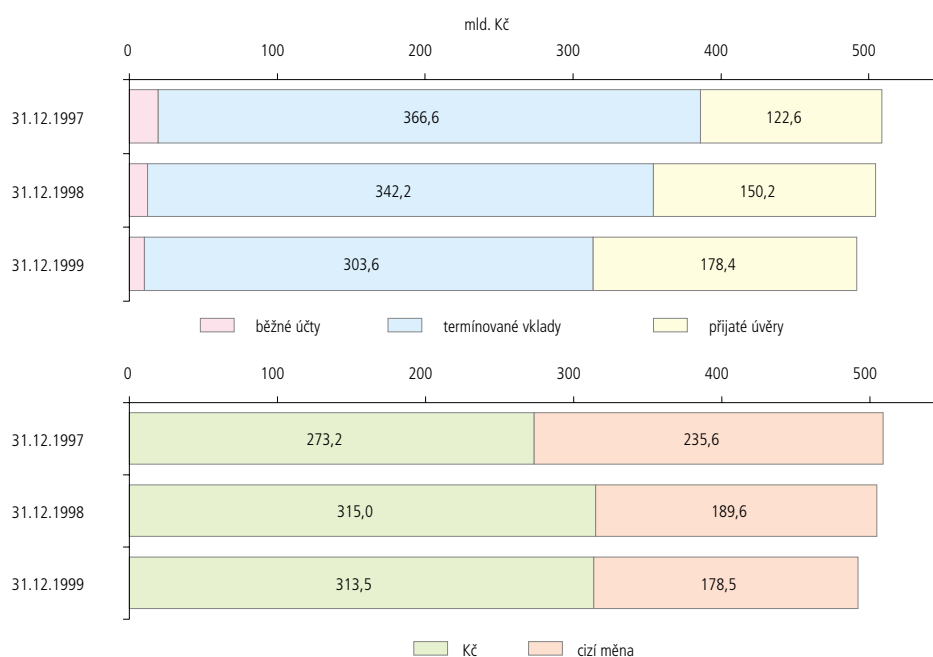 mld. Kč
0 100 200 300 400 500
31.12.1997 366,6 122,6
31.12.1998 342,2 150,2
31.12.1999 303,6 178,4
běžné účty termínované vklady přijaté úvěry
0 100 200 300 400 500
31.12.1997 273,2 235,6
31.12.1998 315,0 189,6
31.12.1999 313,5 178,5
Kč cizí měna